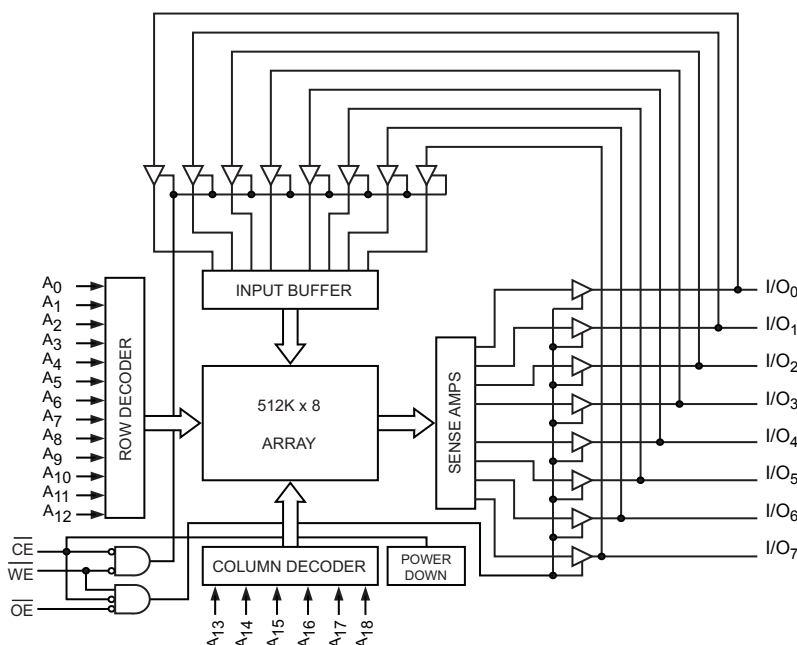 A0
A1
A2
A3
A4
A5
A6
A7
A8
A9
A10
A11
A12
ROW DECODER
INPUT BUFFER
512K x 8
ARRAY
SENSE AMPS
I/O0
I/O1
I/O2
I/O3
I/O4
I/O5
I/O6
I/O7
CE
WE
OE
COLUMN DECODER
POWER
DOWN
A13
A14
A15
A16
A17
A18